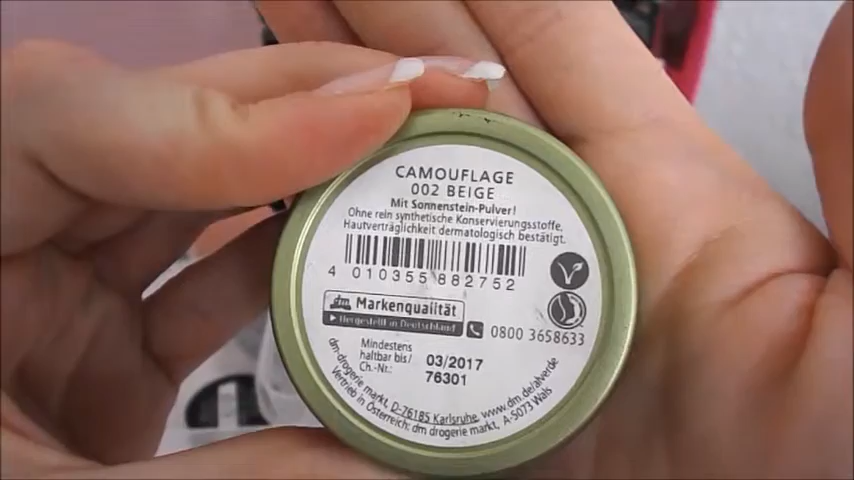 CAMOUFLAGE
002 BEIGE
Mit Sonnenstein-Pulver!
Ohne rein synthetische Konservierungsstoffe.
Hautverträglichkeit dermatologisch bestätigt.
4 010355 882752
dm Markenqualität
Hergestellt in Deutschland
0800 3658633
Mindestens
haltbar bis/
Ch.-Nr.:
03/2017
76301
dm-drogerie markt, D-76185 Karlsruhe, www.dm.de/alverde
Vertrieb in Österreich: dm drogerie markt, A-5073 Wals